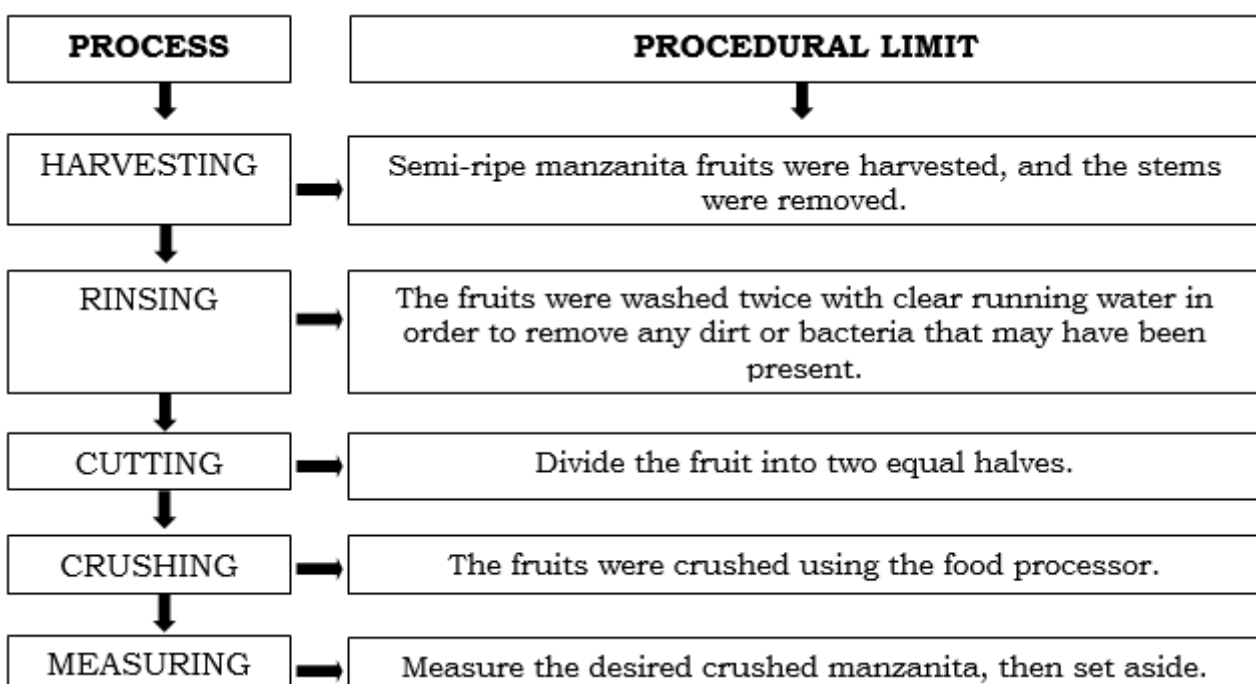 PROCESS
PROCEDURAL LIMIT
HARVESTING
Semi-ripe manzanita fruits were harvested, and the stems
were removed.
RINSING
The fruits were washed twice with clear running water in
order to remove any dirt or bacteria that may have been
present.
CUTTING
Divide the fruit into two equal halves.
CRUSHING
The fruits were crushed using the food processor.
MEASURING
Measure the desired crushed manzanita, then set aside.